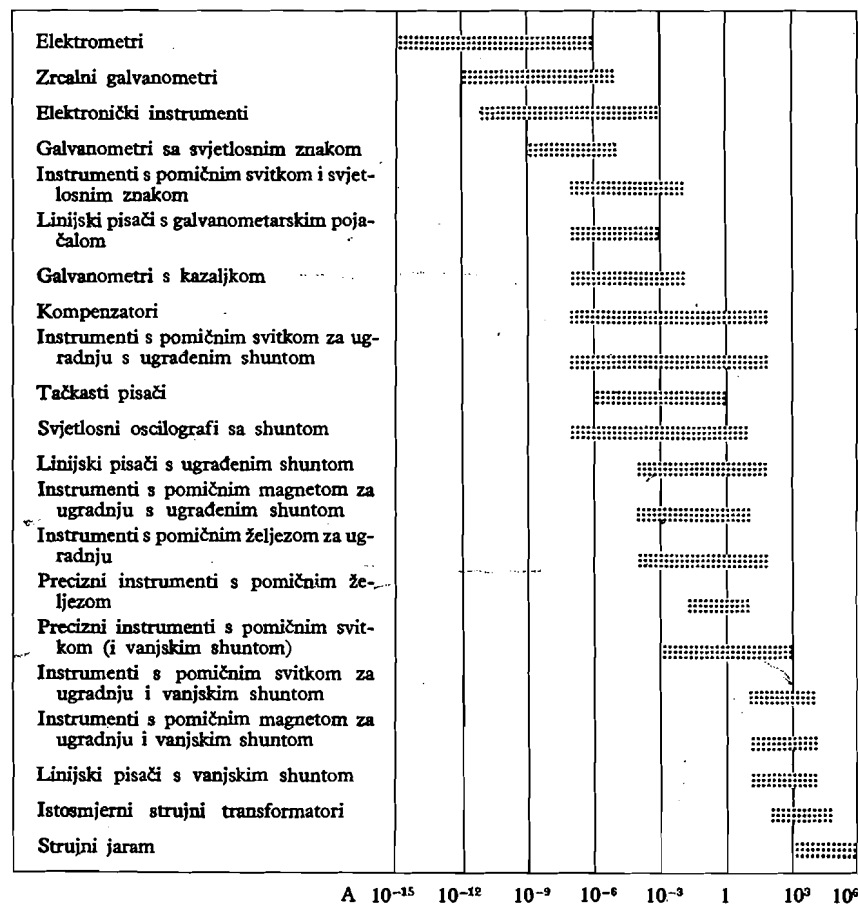 Elektrometri
Zrcalni galvanometri
Elektronički instrumenti
Galvanometri sa svjetlosnim znakom
Instrumenti s pomičnim svitkom i svjet-
losnim znakom
Linijski pisači s galvanometarskim poja-
čalom
Galvanometri s kazaljkom
Kompenzatori
Instrumenti s pomičnim svitkom za ug-
radnju s ugrađenim shuntom
Tačkasti pisači
Svjetlosni oscilografi sa shuntom
Linijski pisači s ugrađenim shuntom
Instrumenti s pomičnim magnetom za
ugradnju s ugrađenim shuntom
Instrumenti s pomičnim željezom za ug-
radnju
Precizni instrumenti s pomičnim že-
ljezom
Precizni instrumenti s pomičnim svit-
kom (i vanjskim shuntom)
Instrumenti s pomičnim svitkom za
ugradnju i vanjskim shuntom
Instrumenti s pomičnim magnetom za
ugradnju i vanjskim shuntom
Linijski pisači s vanjskim shuntom
Istosmjerni strujni transformatori
Strujni jaram
A 10⁻¹⁵ 10⁻¹² 10⁻⁹ 10⁻⁶ 10⁻³ 1 10³ 10⁶